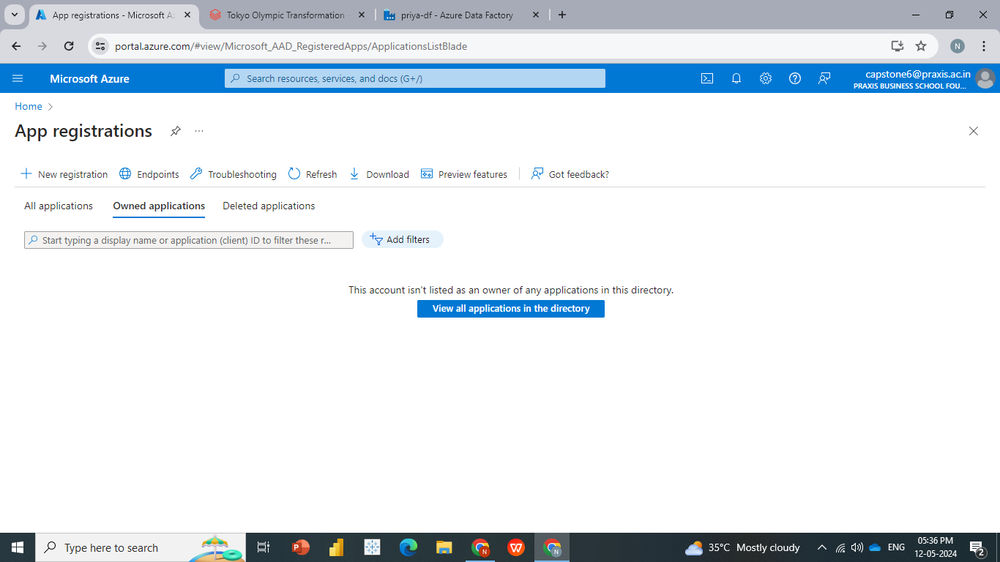 App registrations - Microsoft A
Tokyo Olympic Transformation
priya-df - Azure Data Factory
portal.azure.com/#view/Microsoft_AAD_RegisteredApps/ApplicationsListBlade
N
Microsoft Azure
Search resources, services, and docs (G+/)
capstone6@praxis.ac.in
PRAXIS BUSINESS SCHOOL FOU...
Home
App registrations
New registration
Endpoints
Troubleshooting
Refresh
Download
Preview features
Got feedback?
All applications
Owned applications
Deleted applications
Start typing a display name or application (client) ID to filter these r...
Add filters
This account isn't listed as an owner of any applications in this directory.
View all applications in the directory
Type here to search
35°C Mostly cloudy
ENG
05:36 PM
12-05-2024
2